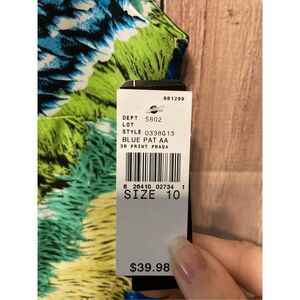 881299
DEPT 5802
LOT
STYLE 0338G13
BLUE PAT AA
38 PRINT PRADA
8 26410 02734 1
SIZE 10
$39.98